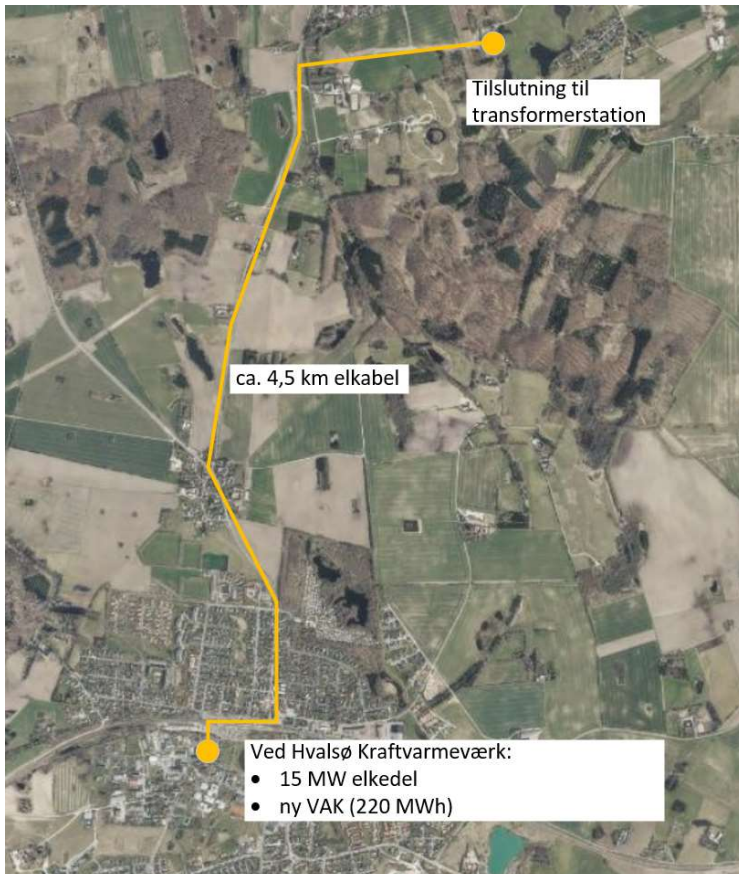 Tilslutning til
transformerstation
ca. 4,5 km elkabel
Ved Hvalsø Kraftvarmeværk:
• 15 MW elkedel
• ny VAK (220 MWh)